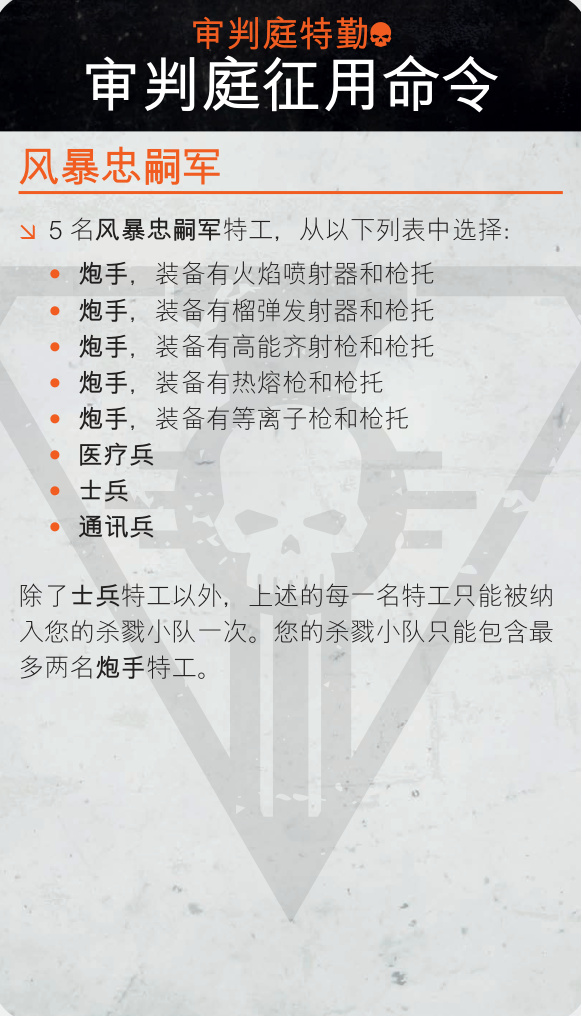 审判庭特勤
审判庭征用命令
风暴忠嗣军
↘ 5 名风暴忠嗣军特工，从以下列表中选择：
• 炮手，装备有火焰喷射器和枪托
• 炮手，装备有榴弹发射器和枪托
• 炮手，装备有高能齐射枪和枪托
• 炮手，装备有热熔枪和枪托
• 炮手，装备有等离子枪和枪托
• 医疗兵
• 士兵
• 通讯兵
除了士兵特工以外，上述的每一名特工只能被纳
入您的杀戮小队一次。您的杀戮小队只能包含最
多两名炮手特工。